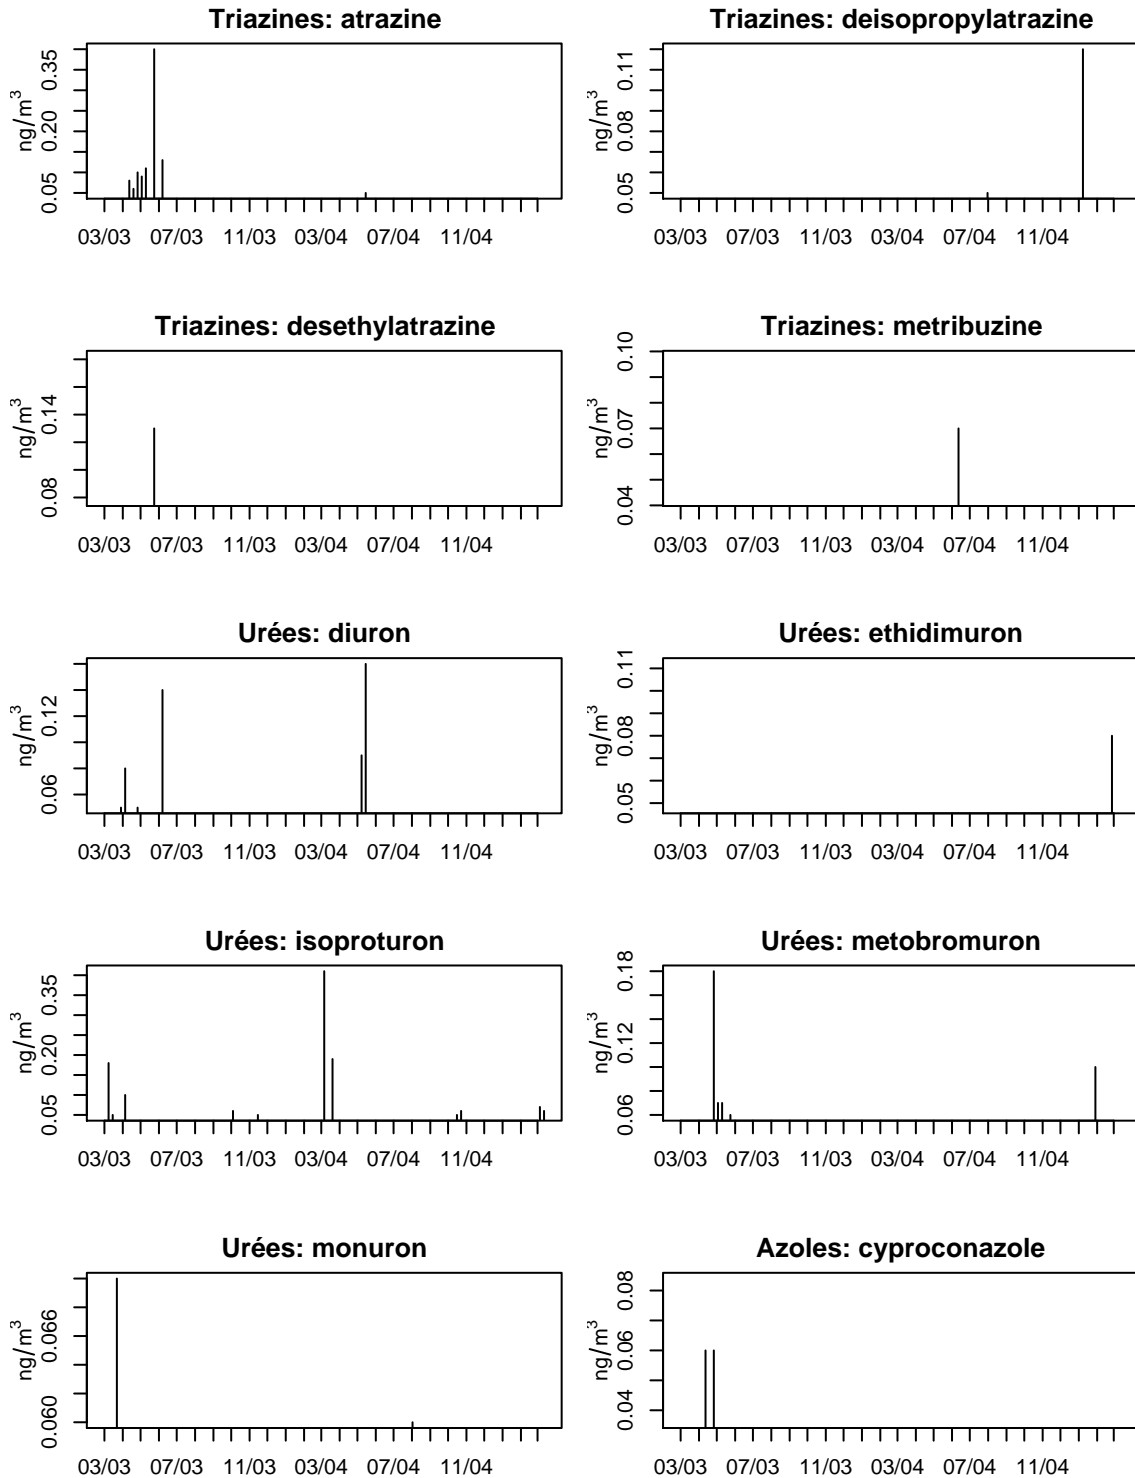 Triazines: atrazine
ng/m³
0.05 0.20 0.35
03/03 07/03 11/03 03/04 07/04 11/04
Triazines: deisopropylatrazine
ng/m³
0.05 0.08 0.11
03/03 07/03 11/03 03/04 07/04 11/04
Triazines: desethylatrazine
ng/m³
0.08 0.14
03/03 07/03 11/03 03/04 07/04 11/04
Triazines: metribuzine
ng/m³
0.04 0.07 0.10
03/03 07/03 11/03 03/04 07/04 11/04
Urées: diuron
ng/m³
0.06 0.12
03/03 07/03 11/03 03/04 07/04 11/04
Urées: ethidimuron
ng/m³
0.05 0.08 0.11
03/03 07/03 11/03 03/04 07/04 11/04
Urées: isoproturon
ng/m³
0.05 0.20 0.35
03/03 07/03 11/03 03/04 07/04 11/04
Urées: metobromuron
ng/m³
0.06 0.12 0.18
03/03 07/03 11/03 03/04 07/04 11/04
Urées: monuron
ng/m³
0.060 0.066
03/03 07/03 11/03 03/04 07/04 11/04
Azoles: cyproconazole
ng/m³
0.04 0.06 0.08
03/03 07/03 11/03 03/04 07/04 11/04